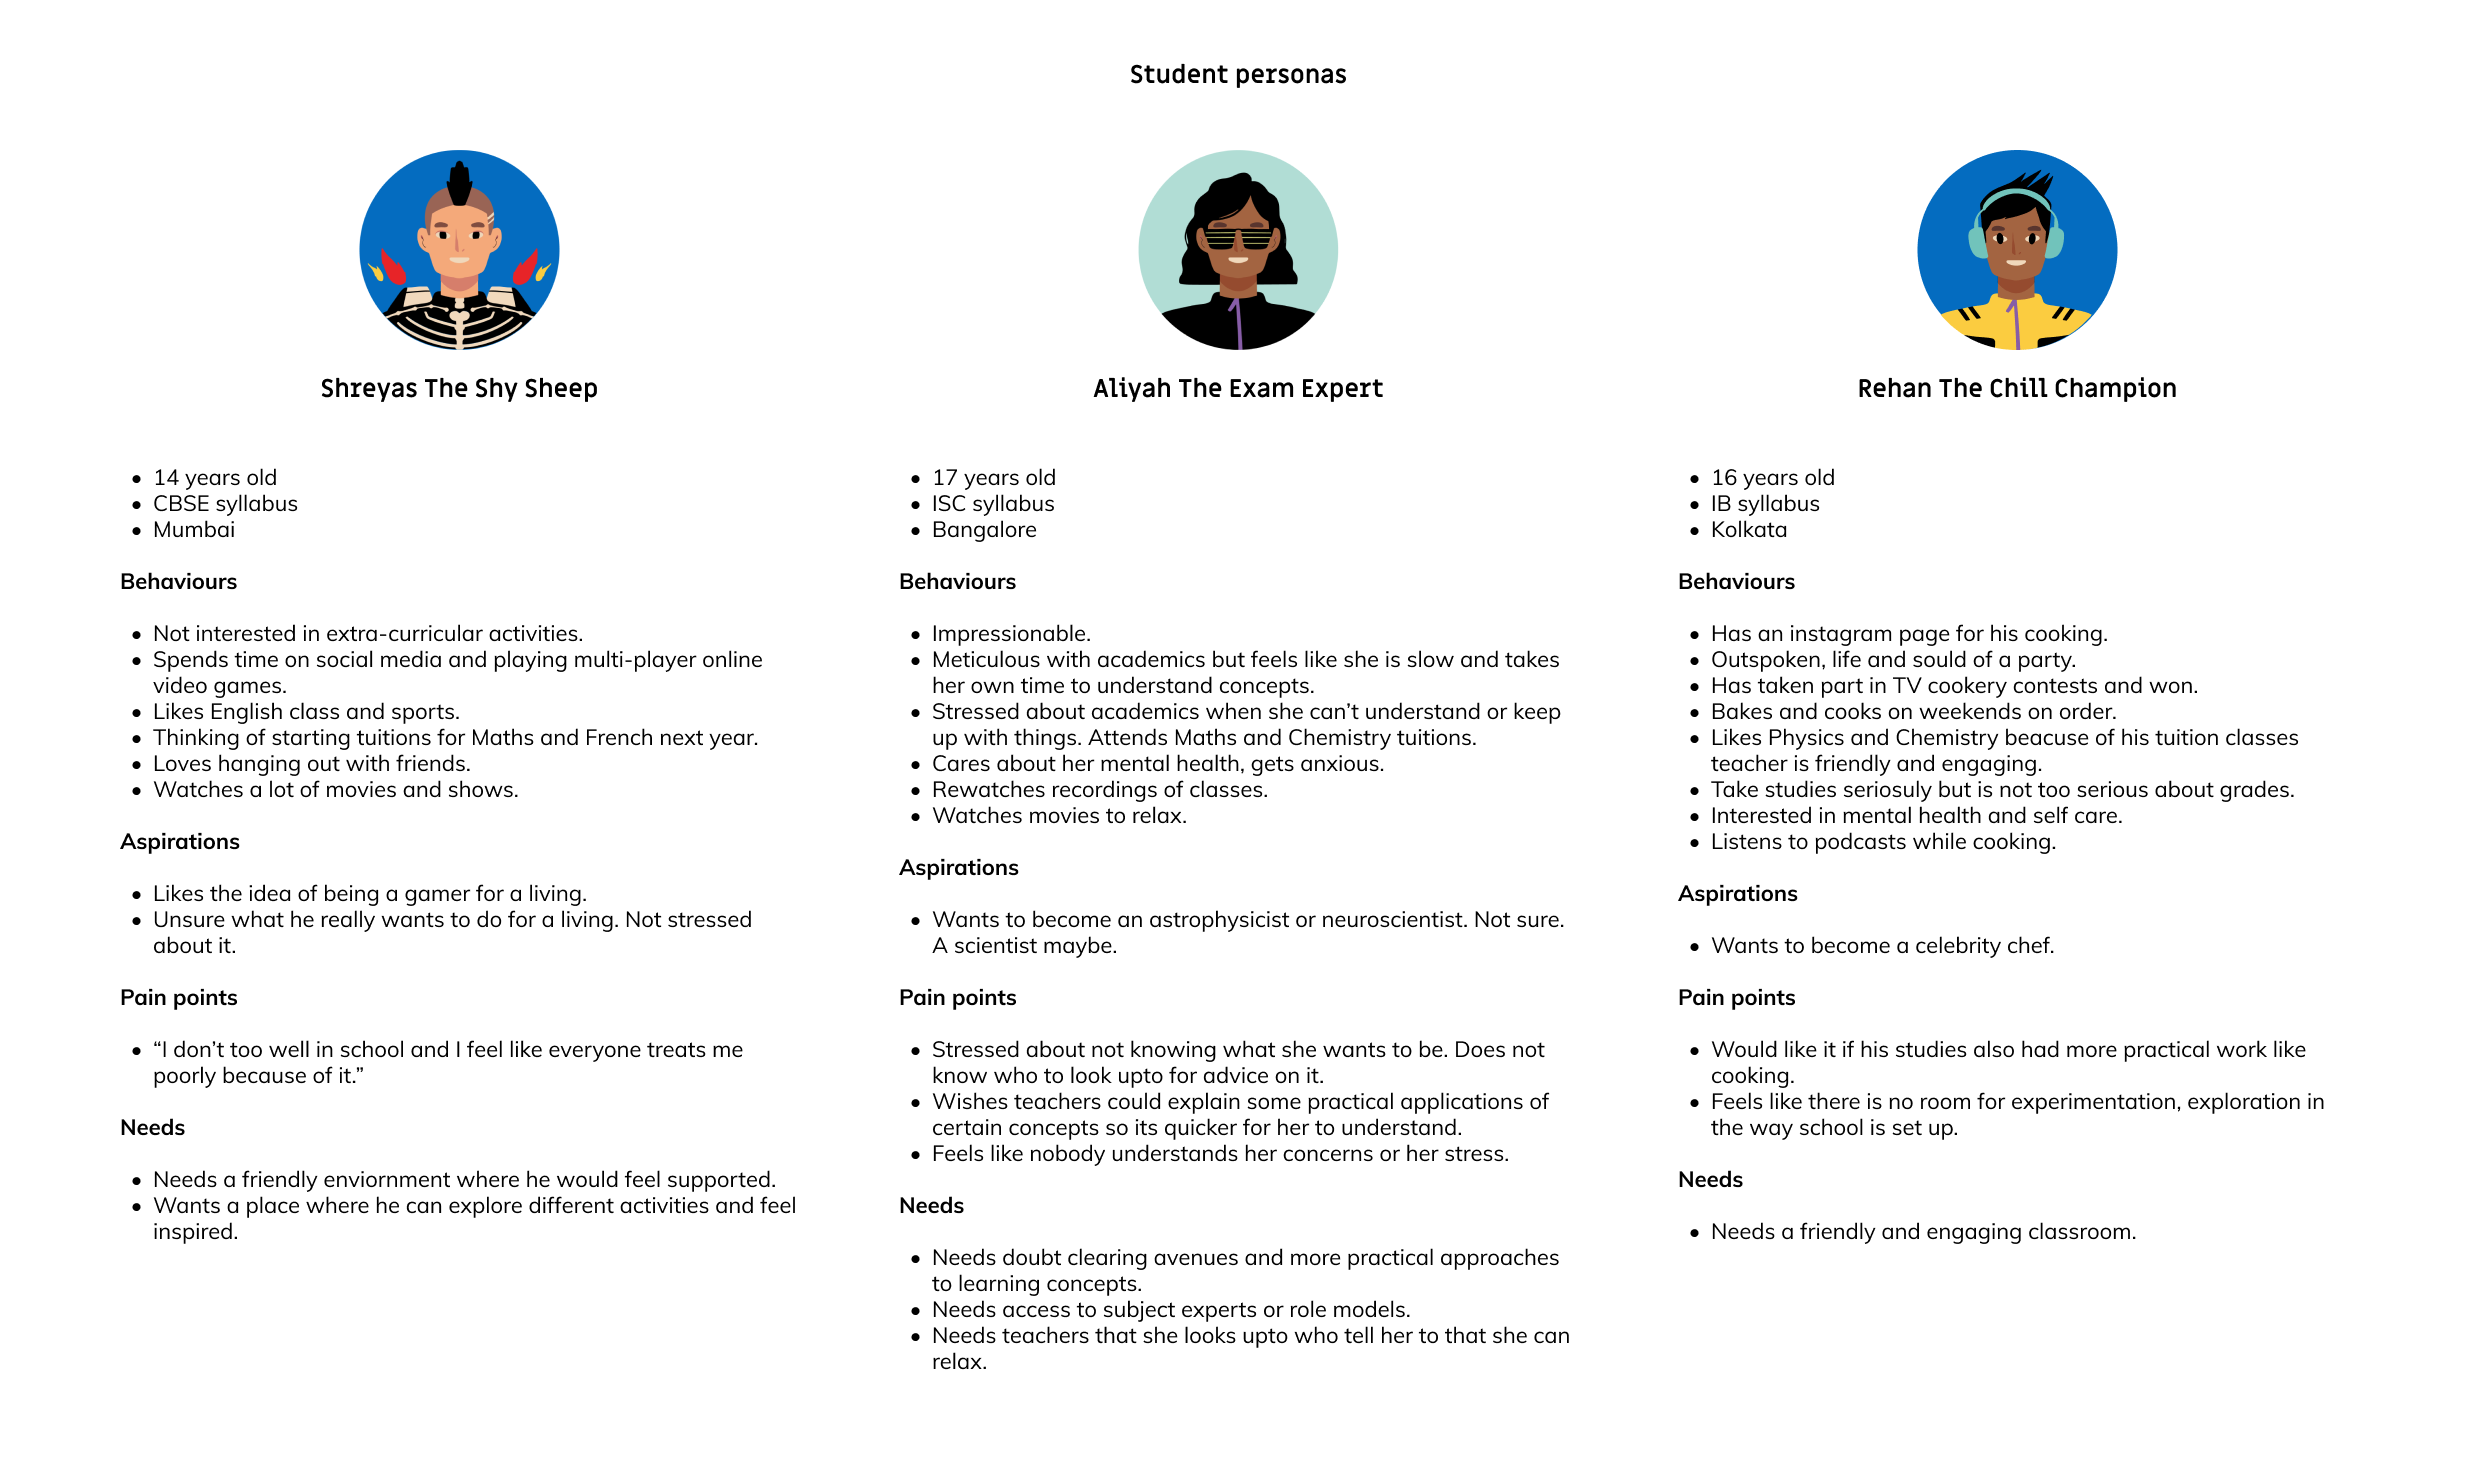 Student personas
Shreyas The Shy Sheep
• 14 years old
• CBSE syllabus
• Mumbai
Behaviours
• Not interested in extra-curricular activities.
• Spends time on social media and playing multi-player online
video games.
• Likes English class and sports.
• Thinking of starting tuitions for Maths and French next year.
• Loves hanging out with friends.
• Watches a lot of movies and shows.
Aspirations
• Likes the idea of being a gamer for a living.
• Unsure what he really wants to do for a living. Not stressed
about it.
Pain points
• “I don’t too well in school and I feel like everyone treats me
poorly because of it.”
Needs
• Needs a friendly enviornment where he would feel supported.
• Wants a place where he can explore different activities and feel
inspired.
Aliyah The Exam Expert
• 17 years old
• ISC syllabus
• Bangalore
Behaviours
• Impressionable.
• Meticulous with academics but feels like she is slow and takes
her own time to understand concepts.
• Stressed about academics when she can’t understand or keep
up with things. Attends Maths and Chemistry tuitions.
• Cares about her mental health, gets anxious.
• Rewatches recordings of classes.
• Watches movies to relax.
Aspirations
• Wants to become an astrophysicist or neuroscientist. Not sure.
A scientist maybe.
Pain points
• Stressed about not knowing what she wants to be. Does not
know who to look upto for advice on it.
• Wishes teachers could explain some practical applications of
certain concepts so its quicker for her to understand.
• Feels like nobody understands her concerns or her stress.
Needs
• Needs doubt clearing avenues and more practical approaches
to learning concepts.
• Needs access to subject experts or role models.
• Needs teachers that she looks upto who tell her to that she can
relax.
Rehan The Chill Champion
• 16 years old
• IB syllabus
• Kolkata
Behaviours
• Has an instagram page for his cooking.
• Outspoken, life and sould of a party.
• Has taken part in TV cookery contests and won.
• Bakes and cooks on weekends on order.
• Likes Physics and Chemistry beacuse of his tuition classes
teacher is friendly and engaging.
• Take studies seriosuly but is not too serious about grades.
• Interested in mental health and self care.
• Listens to podcasts while cooking.
Aspirations
• Wants to become a celebrity chef.
Pain points
• Would like it if his studies also had more practical work like
cooking.
• Feels like there is no room for experimentation, exploration in
the way school is set up.
Needs
• Needs a friendly and engaging classroom.